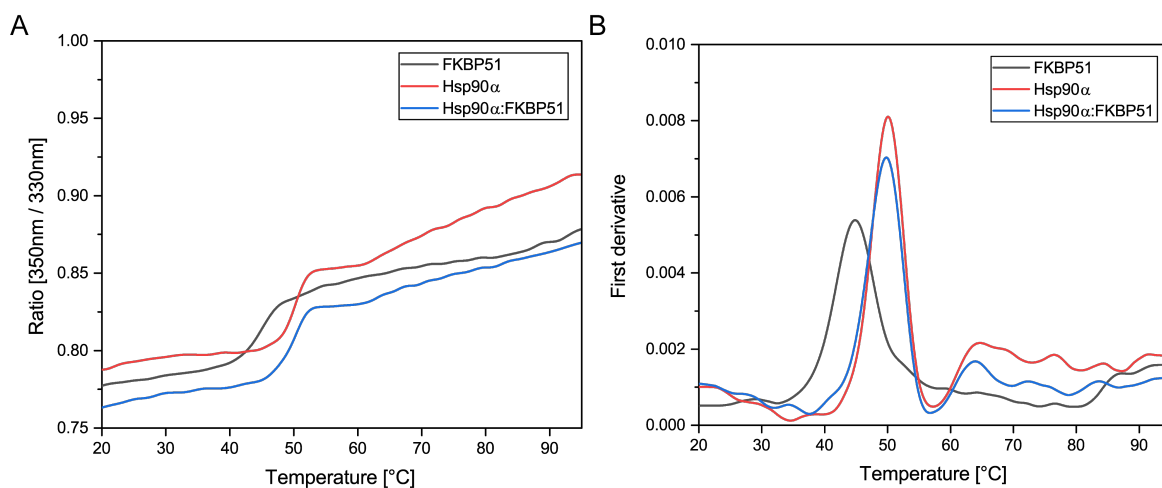 A
B
1.00
0.95
0.90
0.85
0.80
0.75
Ratio [350nm / 330nm]
FKBP51
Hsp90α
Hsp90α:FKBP51
20 30 40 50 60 70 80 90
Temperature [°C]
0.010
0.008
0.006
0.004
0.002
0.000
First derivative
FKBP51
Hsp90α
Hsp90α:FKBP51
20 30 40 50 60 70 80 90
Temperature [°C]